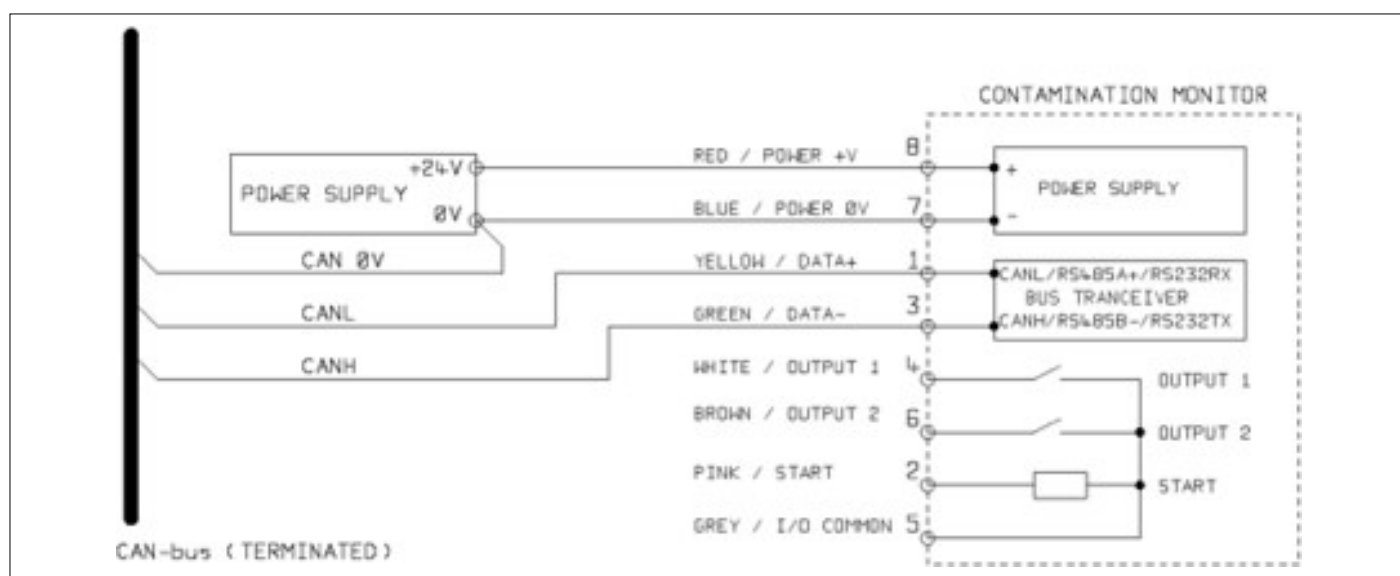 CONTAMINATION MONITOR
+24V
POWER SUPPLY
0V
RED / POWER +V 8
+
POWER SUPPLY
BLUE / POWER 0V 7
-
CAN 0V
YELLOW / DATA+ 1
CANL/RS485A+/RS232RX
BUS TRANCEIVER
CANL
GREEN / DATA- 3
CANH/RS485B-/RS232TX
CANH
WHITE / OUTPUT 1 4
OUTPUT 1
BROWN / OUTPUT 2 6
OUTPUT 2
PINK / START 2
START
GREY / I/O COMMON 5
CAN-bus (TERMINATED)